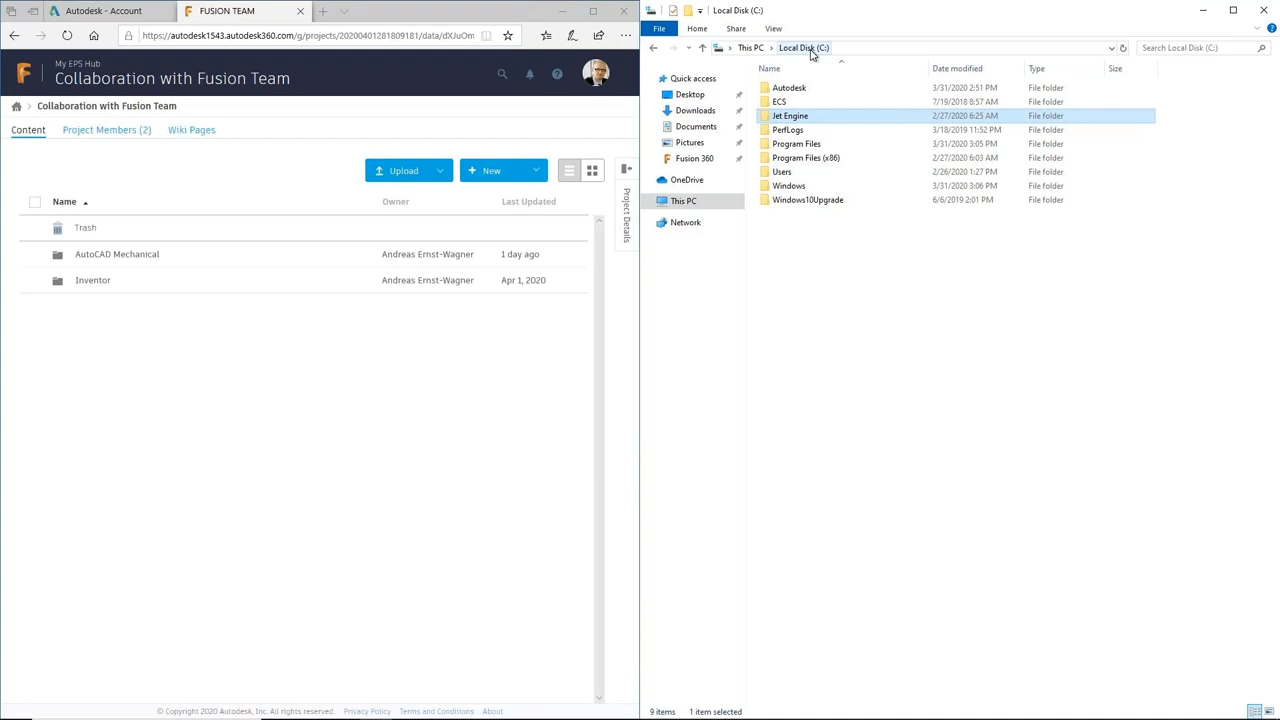 Autodesk - Account
FUSION TEAM
https://autodesk15483.autodesk360.com/g/projects/20200401281809181/data/dXJuOm
My EPS Hub
Collaboration with Fusion Team
Collaboration with Fusion Team
Content
Project Members (2)
Wiki Pages
Upload
New
Project Details
Name
Owner
Last Updated
Trash
AutoCAD Mechanical
Andreas Ernst-Wagner
1 day ago
Inventor
Andreas Ernst-Wagner
Apr 1, 2020
© Copyright 2020 Autodesk, Inc. All rights reserved.
Privacy Policy
Terms and Conditions
About
Local Disk (C:)
File
Home
Share
View
This PC
Local Disk (C:)
Search Local Disk (C:)
Quick access
Desktop
Downloads
Documents
Pictures
Fusion 360
OneDrive
This PC
Network
Name
Date modified
Type
Size
Autodesk 3/31/2020 2:51 PM File folder
ECS 7/19/2018 8:57 AM File folder
Jet Engine 2/27/2020 6:25 AM File folder
PerfLogs 3/18/2019 11:52 PM File folder
Program Files 3/31/2020 3:05 PM File folder
Program Files (x86) 2/27/2020 6:03 AM File folder
Users 2/26/2020 1:27 PM File folder
Windows 3/31/2020 3:06 PM File folder
Windows10Upgrade 6/6/2019 2:01 PM File folder
9 items
1 item selected